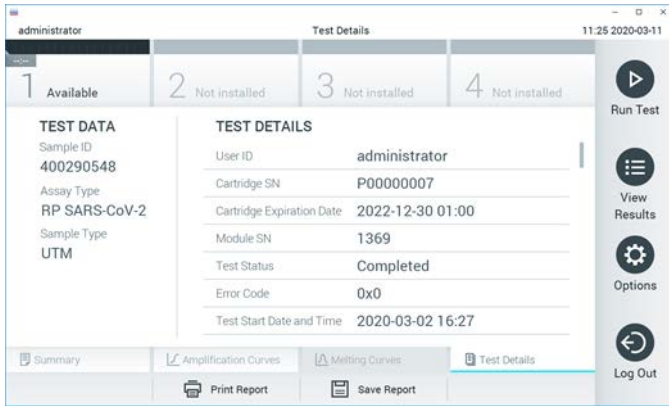 administrator
Test Details
11:25 2020-03-11
1 Available
2 Not installed
3 Not installed
4 Not installed
Run Test
View
Results
Options
Log Out
TEST DATA
Sample ID
400290548
Assay Type
RP SARS-CoV-2
Sample Type
UTM
TEST DETAILS
User ID administrator
Cartridge SN P00000007
Cartridge Expiration Date 2022-12-30 01:00
Module SN 1369
Test Status Completed
Error Code 0x0
Test Start Date and Time 2020-03-02 16:27
Summary
Amplification Curves
Melting Curves
Test Details
Print Report
Save Report